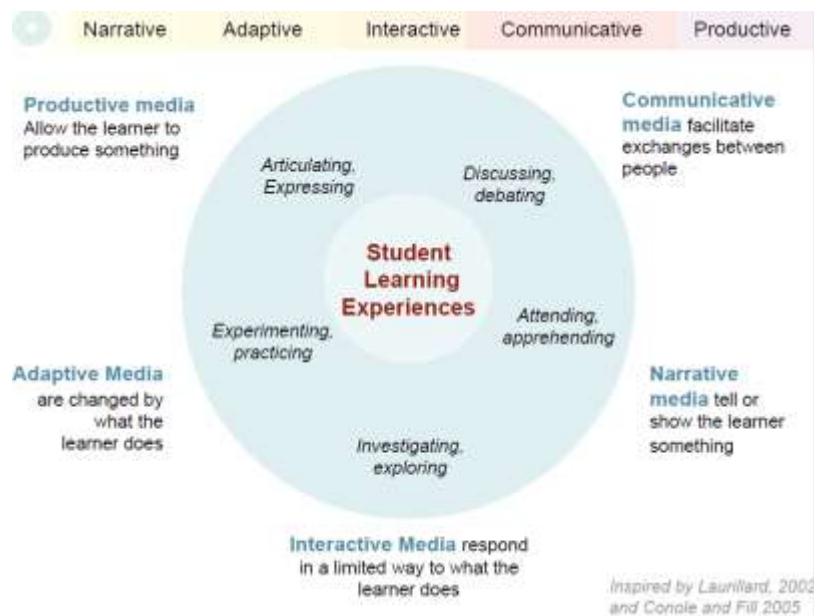 Narrative Adaptive Interactive Communicative Productive
Productive media
Allow the learner to
produce something
Communicative
media facilitate
exchanges between
people
Articulating,
Expressing
Discussing,
debating
Student
Learning
Experiences
Experimenting,
practicing
Attending,
apprehending
Adaptive Media
are changed by
what the
learner does
Narrative
media tell or
show the learner
something
Investigating,
exploring
Interactive Media respond
in a limited way to what the
learner does
Inspired by Laurillard, 2002
and Conole and Fill 2005